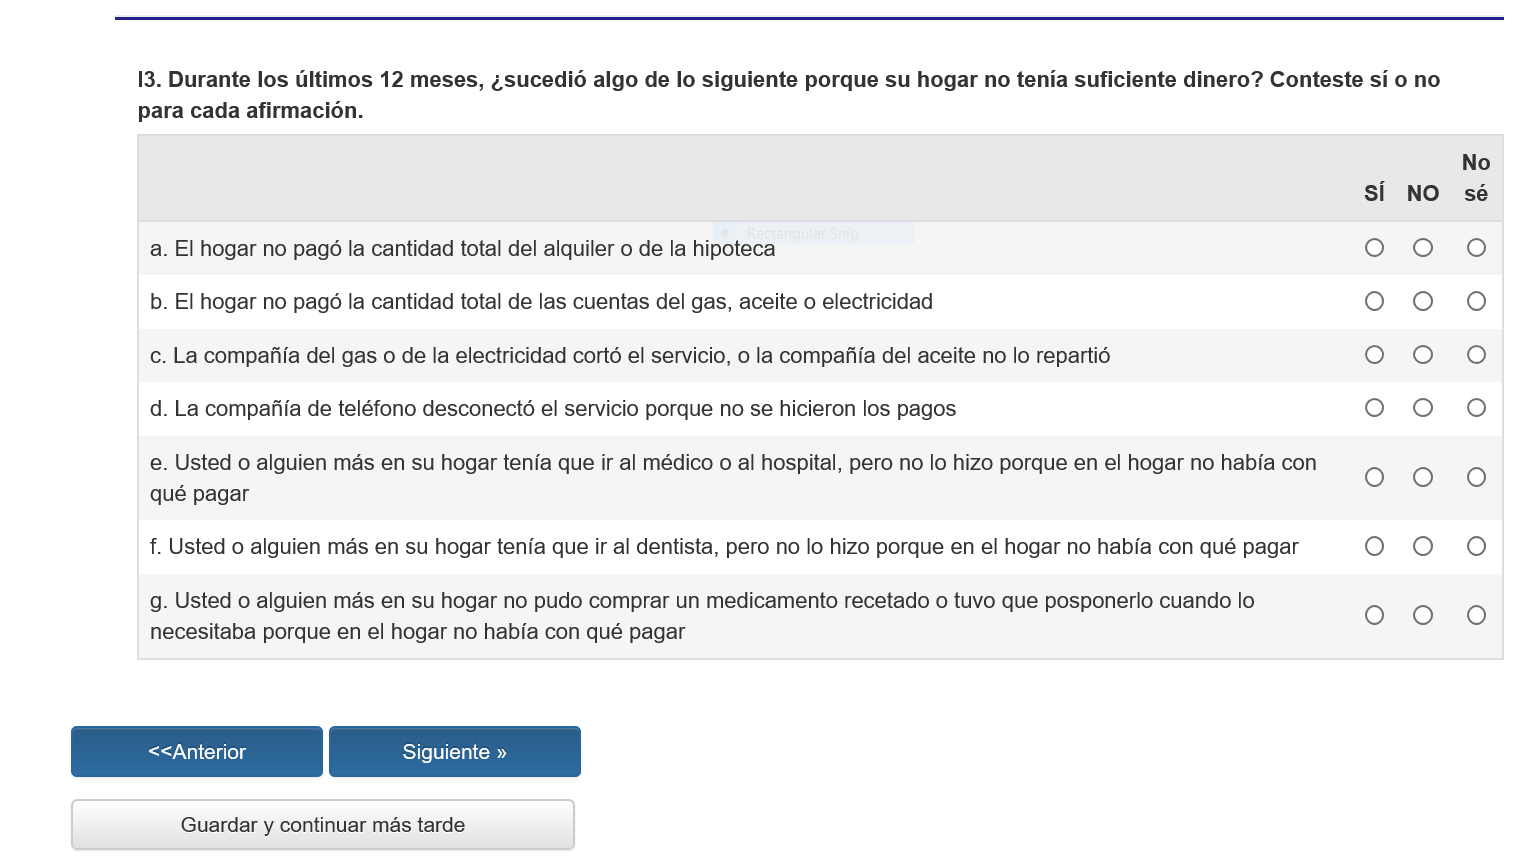 I3. Durante los últimos 12 meses, ¿sucedió algo de lo siguiente porque su hogar no tenía suficiente dinero? Conteste sí o no
para cada afirmación.
SÍ NO No sé
Rectangular Snip
a. El hogar no pagó la cantidad total del alquiler o de la hipoteca
b. El hogar no pagó la cantidad total de las cuentas del gas, aceite o electricidad
c. La compañía del gas o de la electricidad cortó el servicio, o la compañía del aceite no lo repartió
d. La compañía de teléfono desconectó el servicio porque no se hicieron los pagos
e. Usted o alguien más en su hogar tenía que ir al médico o al hospital, pero no lo hizo porque en el hogar no había con
qué pagar
f. Usted o alguien más en su hogar tenía que ir al dentista, pero no lo hizo porque en el hogar no había con qué pagar
g. Usted o alguien más en su hogar no pudo comprar un medicamento recetado o tuvo que posponerlo cuando lo
necesitaba porque en el hogar no había con qué pagar
<<Anterior
Siguiente »
Guardar y continuar más tarde